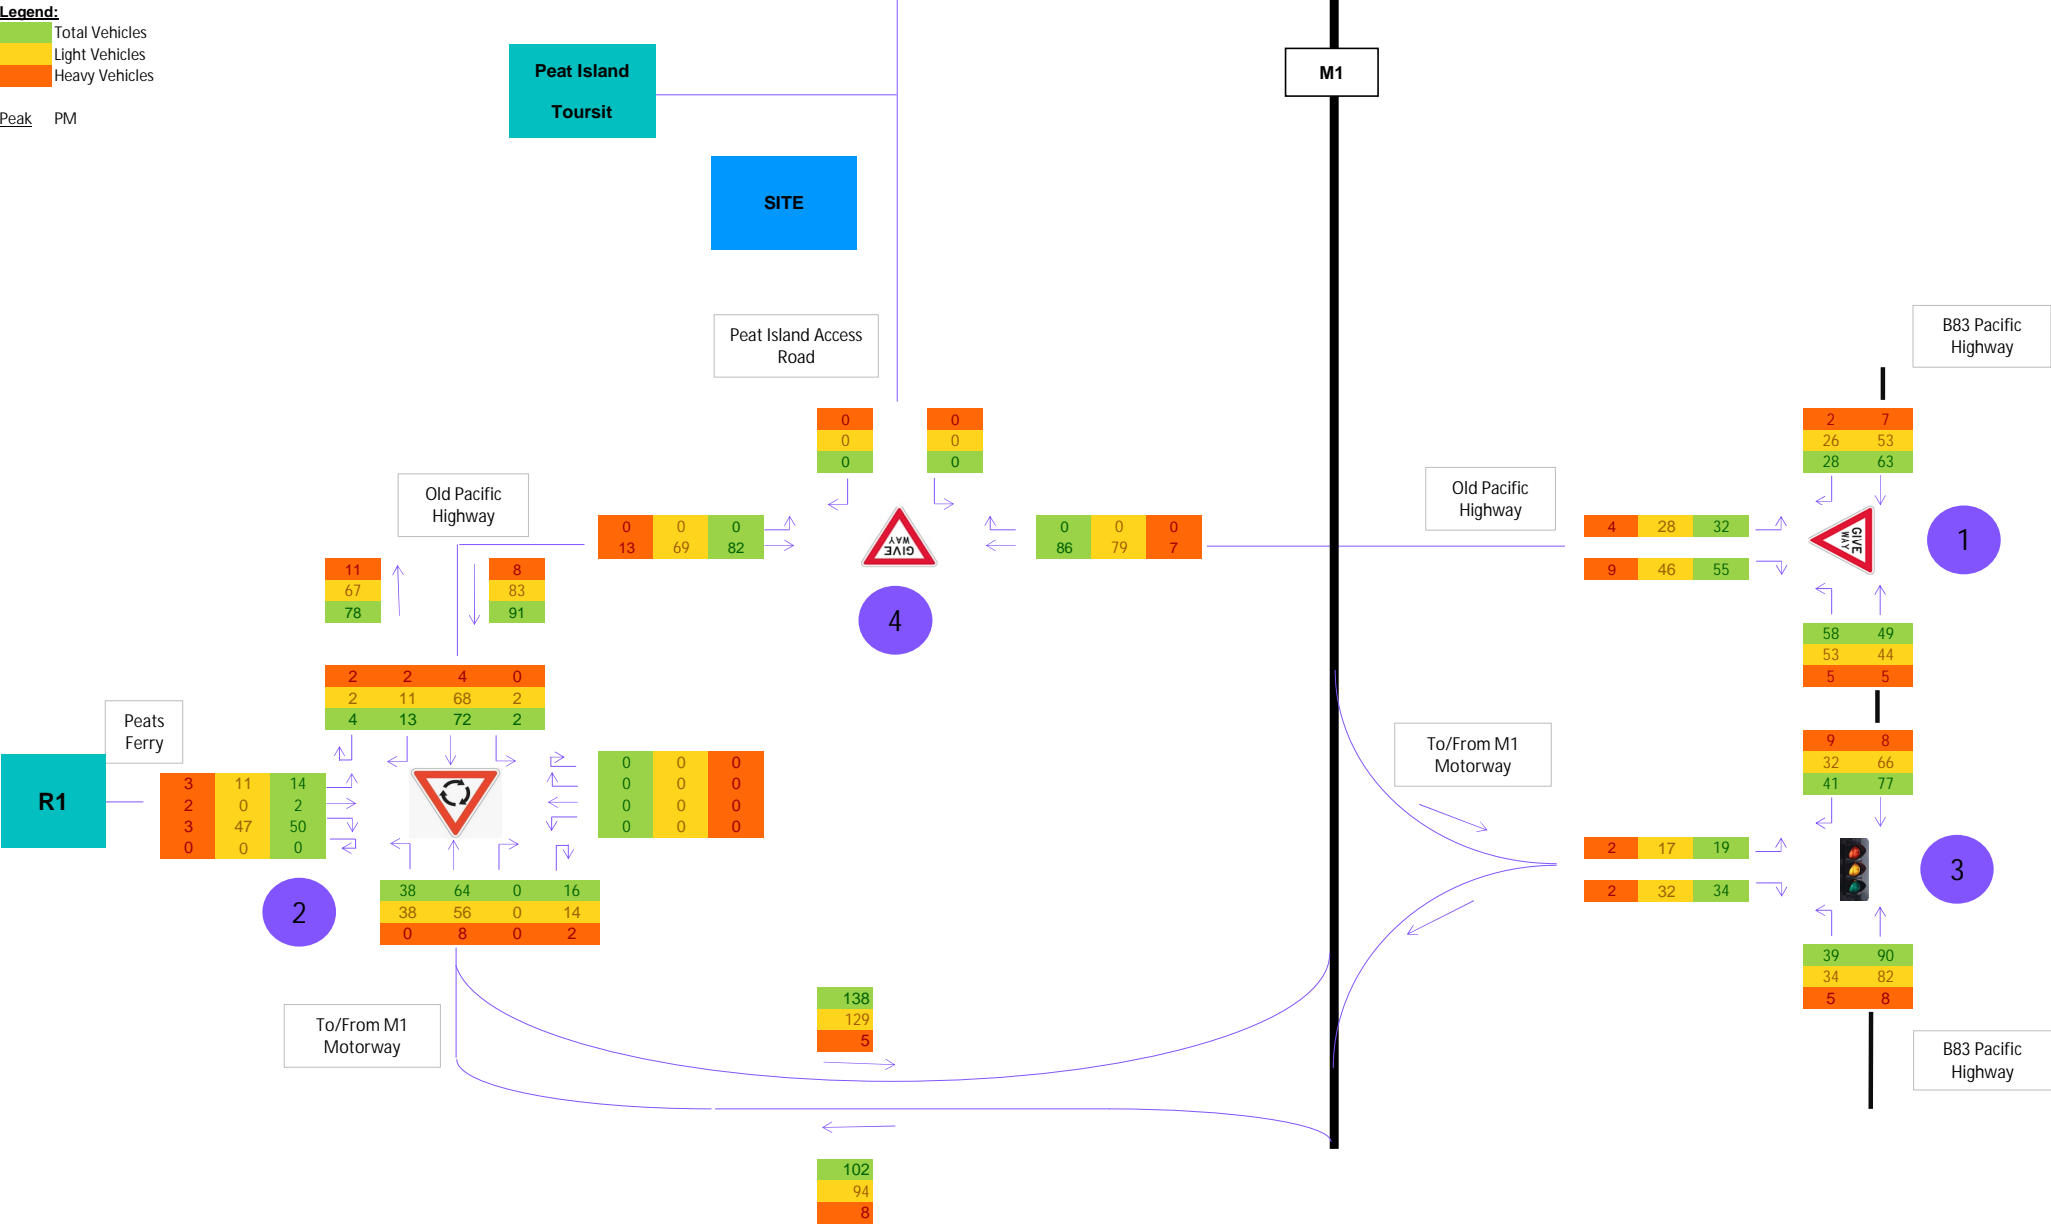 Legend:
Total Vehicles
Light Vehicles
Heavy Vehicles
Peak PM
Peat Island
Toursit
M1
SITE
Peat Island Access
Road
B83 Pacific
Highway
0 0
0 0
0 0
2 7
26 53
28 63
Old Pacific
Highway
Old Pacific
Highway
0 0 0
13 69 82
GIVE
WAY
0 0 0
86 79 7
4 28 32
9 46 55
GIVE
WAY
1
11
67
78
8
83
91
4
58 49
53 44
5 5
2 2 4 0
2 11 68 2
4 13 72 2
Peats
Ferry
R1
3 11 14
2 0 2
3 47 50
0 0 0
0 0 0
0 0 0
0 0 0
0 0 0
To/From M1
Motorway
9 8
32 66
41 77
2 17 19
2 32 34
3
2
38 64 0 16
38 56 0 14
0 8 0 2
39 90
34 82
5 8
To/From M1
Motorway
138
129
5
B83 Pacific
Highway
102
94
8